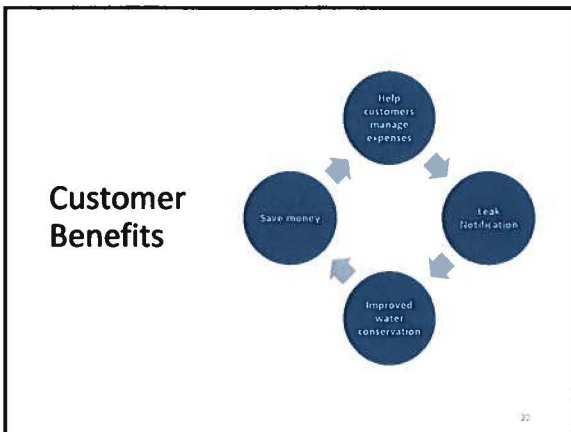 Customer
Benefits
Help
customers
manage
expenses
Leak
Notification
Improved
water
conservation
Save money
22